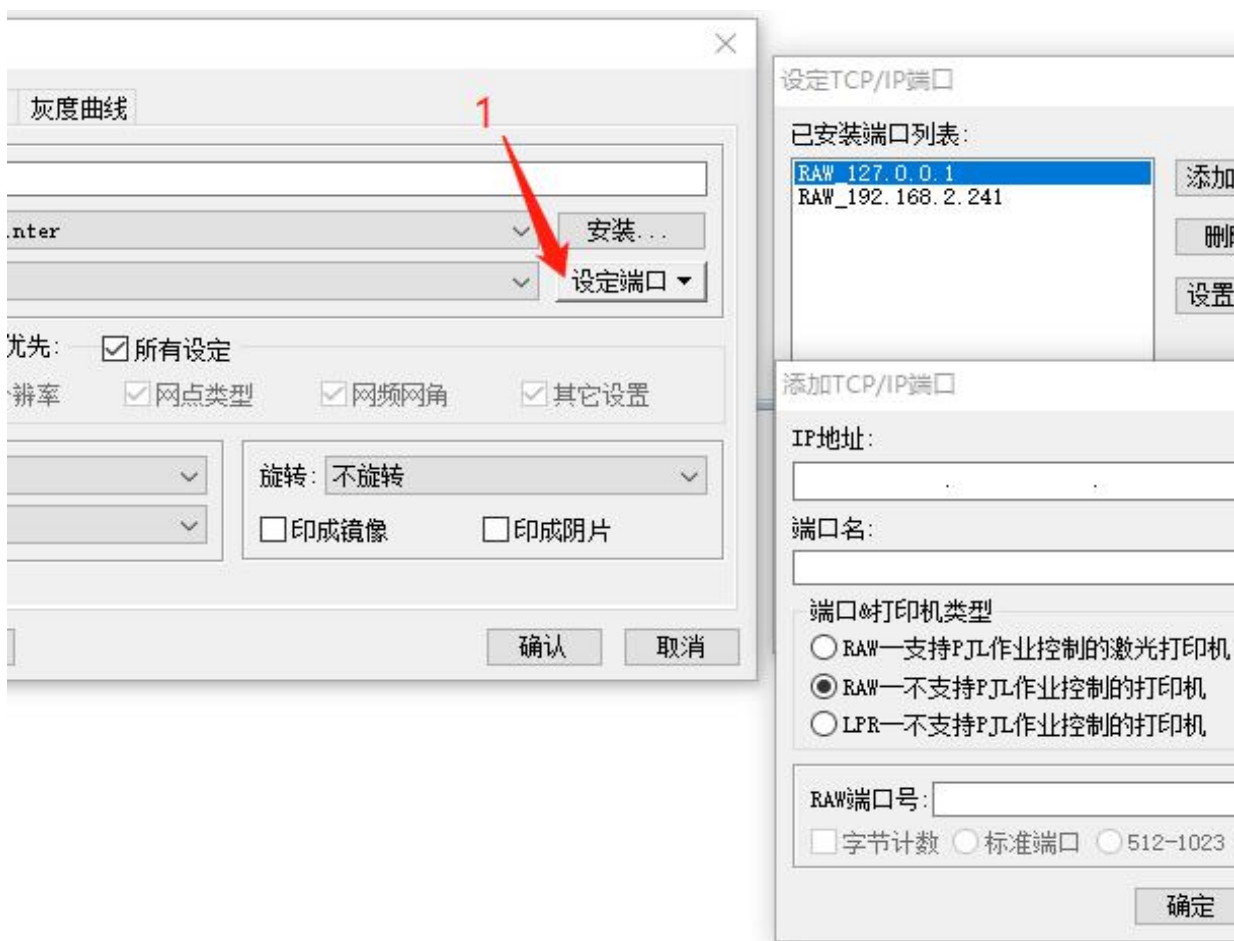 灰度曲线
1
inter
安装...
设定端口
优先:
所有设定
辨率
网点类型
网频网角
其它设置
旋转:
不旋转
印成镜像
印成阴片
确认
取消
设定TCP/IP端口
已安装端口列表:
RAW_127.0.0.1
RAW_192.168.2.241
添加
删
设置
添加TCP/IP端口
IP地址:
. .
端口名:
端口&打印机类型
RAW—支持PJL作业控制的激光打印机
RAW—不支持PJL作业控制的打印机
LPR—不支持PJL作业控制的打印机
RAW端口号:
字节计数 标准端口 512-1023
确定